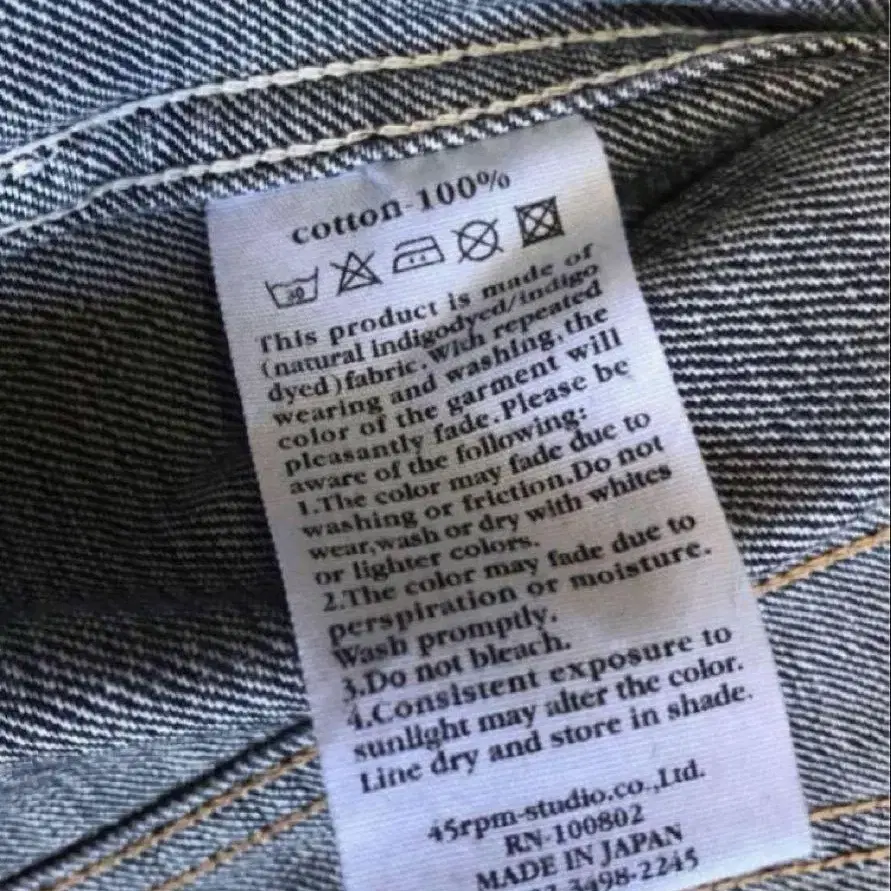 cotton-100%
30
This product is made of
(natural indigodyed/indigo
dyed)fabric.With repeated
wearing and washing,the
color of the garment will
pleasantly fade.Please be
aware of the following:
1.The color may fade due to
washing or friction.Do not
wear,wash or dry with whites
or lighter colors.
2.The color may fade due to
perspiration or moisture.
Wash promptly.
3.Do not bleach.
4.Consistent exposure to
sunlight may alter the color.
Line dry and store in shade.
45rpm-studio.co.,Ltd.
RN-100802
MADE IN JAPAN
3498-2245